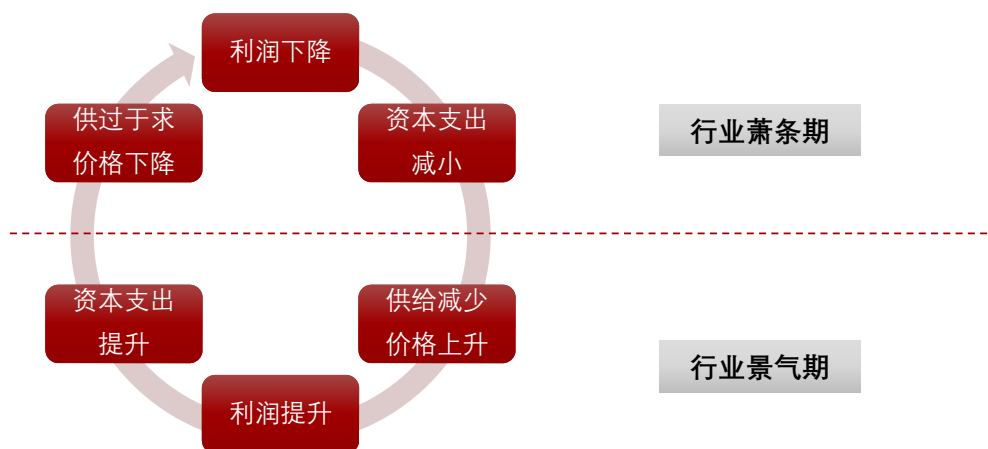 利润下降
供过于求
价格下降
资本支出
减小
行业萧条期
资本支出
提升
供给减少
价格上升
行业景气期
利润提升